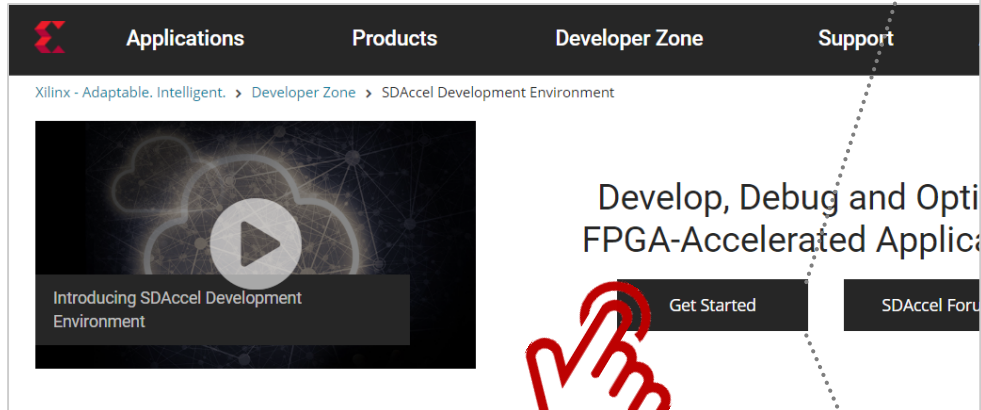 Applications Products Developer Zone Support
Xilinx - Adaptable. Intelligent. > Developer Zone > SDAccel Development Environment
Develop, Debug and Opti
FPGA-Accelerated Applica
Introducing SDAccel Development
Environment
Get Started SDAccel Foru